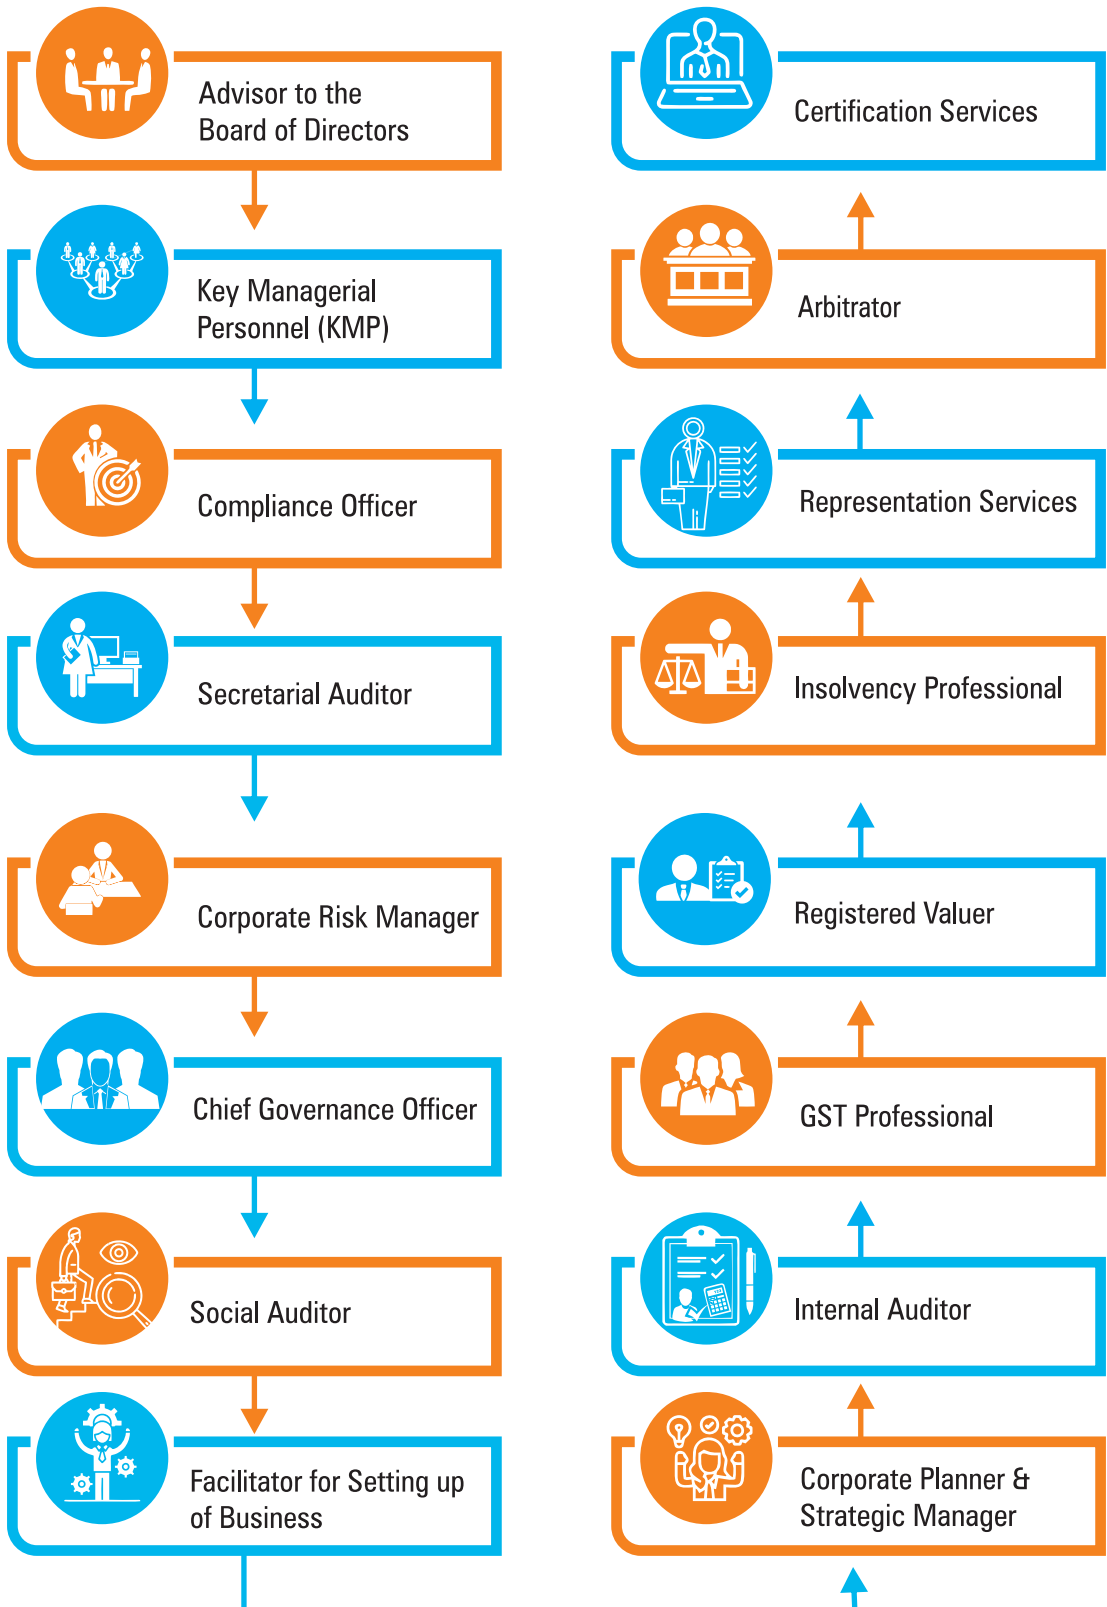 Advisor to the
Board of Directors
Key Managerial
Personnel (KMP)
Compliance Officer
Secretarial Auditor
Corporate Risk Manager
Chief Governance Officer
Social Auditor
Facilitator for Setting up
of Business
Certification Services
Arbitrator
Representation Services
Insolvency Professional
Registered Valuer
GST Professional
Internal Auditor
Corporate Planner &
Strategic Manager